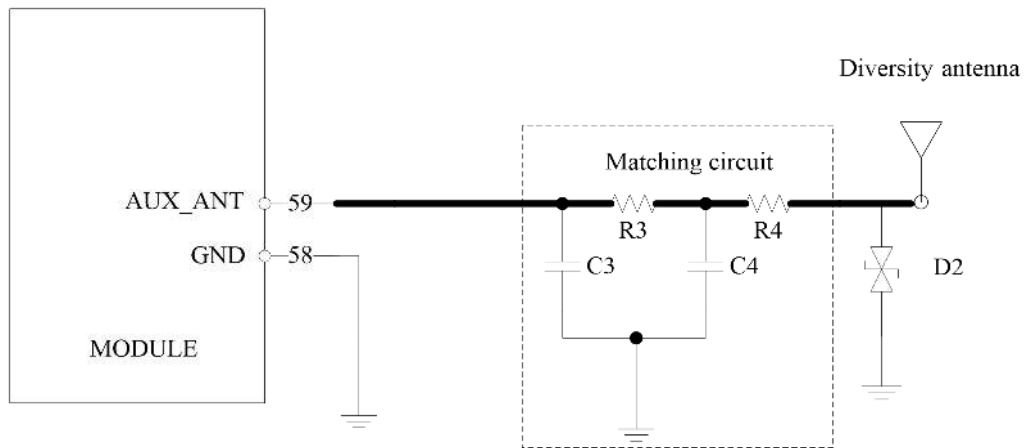 Diversity antenna
Matching circuit
AUX_ANT 59
R3 R4
GND 58
C3 C4 D2
MODULE